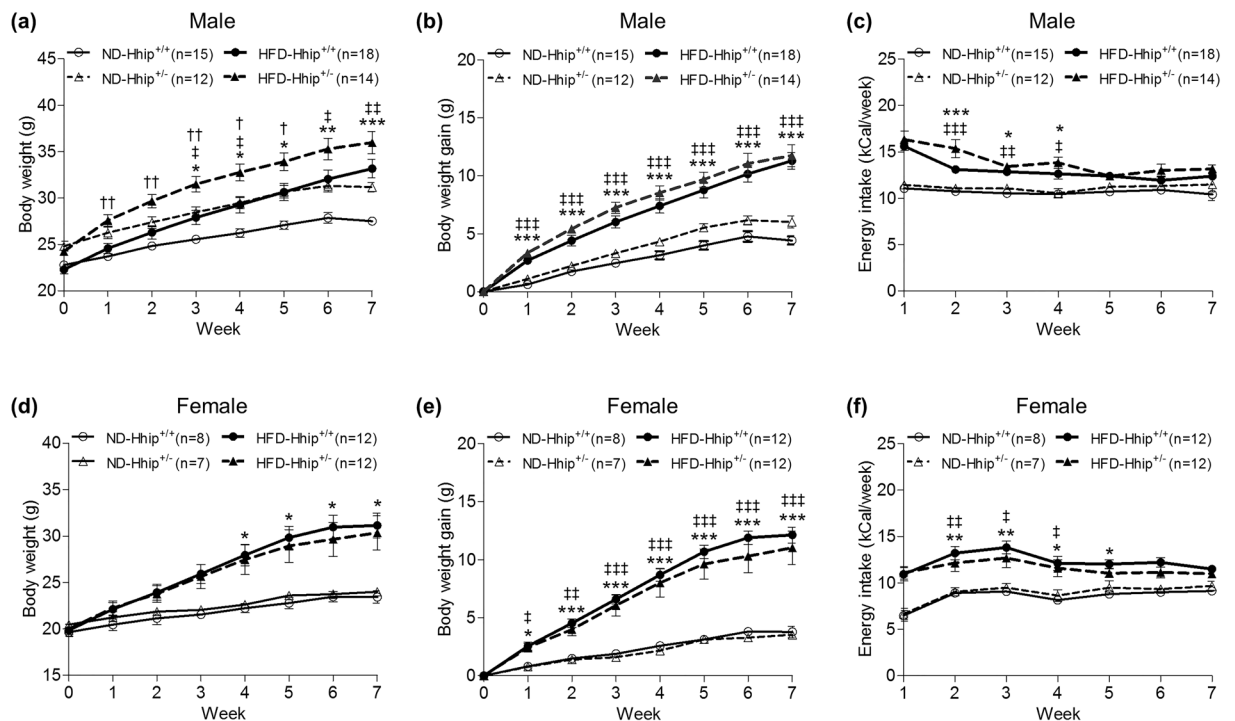 (a) Male
ND-Hhip+/+ (n=15) HFD-Hhip+/+ (n=18)
ND-Hhip+/- (n=12) HFD-Hhip+/- (n=14)
Body weight (g)
45
40
35
30
25
20
†† †† †† ‡ * † ‡ * † * ‡ ** ‡‡ ***
0 1 2 3 4 5 6 7
Week
(b) Male
ND-Hhip+/+ (n=15) HFD-Hhip+/+ (n=18)
ND-Hhip+/- (n=12) HFD-Hhip+/- (n=14)
Body weight gain (g)
20
15
10
5
0
‡‡‡ *** ‡‡‡ *** ‡‡‡ *** ‡‡‡ *** ‡‡‡ *** ‡‡‡ *** ‡‡‡ ***
0 1 2 3 4 5 6 7
Week
(c) Male
ND-Hhip+/+ (n=15) HFD-Hhip+/+ (n=18)
ND-Hhip+/- (n=12) HFD-Hhip+/- (n=14)
Energy intake (kCal/week)
25
20
15
10
5
0
*** ‡‡‡ * ‡‡ * ‡
1 2 3 4 5 6 7
Week
(d) Female
ND-Hhip+/+ (n=8) HFD-Hhip+/+ (n=12)
ND-Hhip+/- (n=7) HFD-Hhip+/- (n=12)
Body weight (g)
40
35
30
25
20
15
* * * *
0 1 2 3 4 5 6 7
Week
(e) Female
ND-Hhip+/+ (n=8) HFD-Hhip+/+ (n=12)
ND-Hhip+/- (n=7) HFD-Hhip+/- (n=12)
Body weight gain (g)
20
15
10
5
0
‡ * ‡‡ *** ‡‡‡ *** ‡‡‡ *** ‡‡‡ *** ‡‡‡ *** ‡‡‡ ***
0 1 2 3 4 5 6 7
Week
(f) Female
ND-Hhip+/+ (n=8) HFD-Hhip+/+ (n=12)
ND-Hhip+/- (n=7) HFD-Hhip+/- (n=12)
Energy intake (kCal/week)
25
20
15
10
5
0
‡‡ ** ‡ ** ‡ * *
1 2 3 4 5 6 7
Week